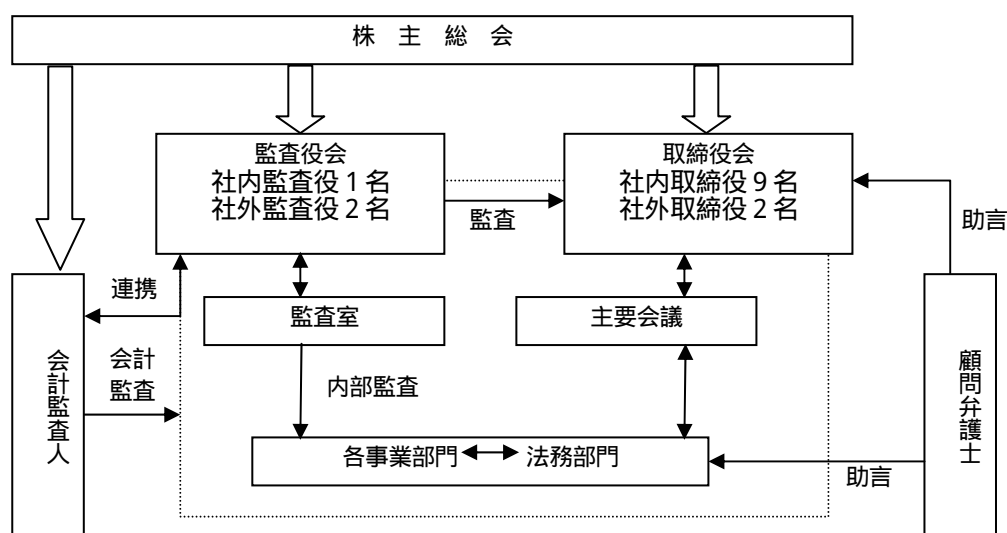 株 主 総 会
監査役会
社内監査役 1 名
社外監査役 2 名
取締役会
社内取締役 9 名
社外取締役 2 名
監査
助言
連携
監査室
主要会議
会計
監査
内部監査
会計監査人
顧問弁護士
各事業部門
法務部門
助言